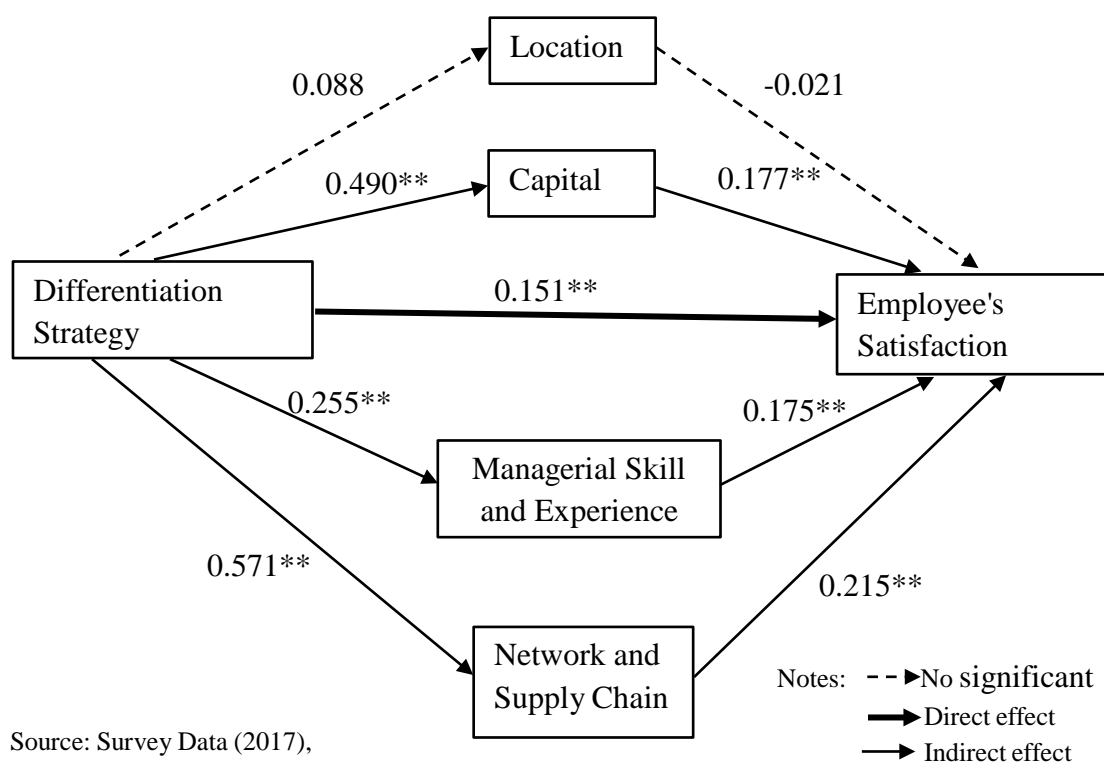 Location
0.088
-0.021
Capital
0.490**
0.177**
Differentiation
Strategy
0.151**
Employee's
Satisfaction
0.255**
0.175**
Managerial Skill
and Experience
0.571**
0.215**
Network and
Supply Chain
Notes:
No significant
Direct effect
Indirect effect
Source: Survey Data (2017),